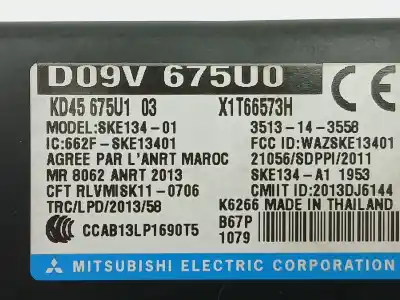 D09V 675U0
CE
KD45 675U1 03 X1T66573H
MODEL:SKE134-01 3513-14-3558
IC:662F-SKE13401 FCC ID:WAZSKE13401
AGREE PAR L'ANRT MAROC 21056/SDPPI/2011
MR 8062 ANRT 2013 SKE134-A1 1953
CFT RLVMISK11-0706 CMIIT ID:2013DJ6144
TRC/LPD/2013/58 K6266 MADE IN THAILAND
CCAB13LP1690T5 B67P
1079
MITSUBISHI ELECTRIC CORPORATION